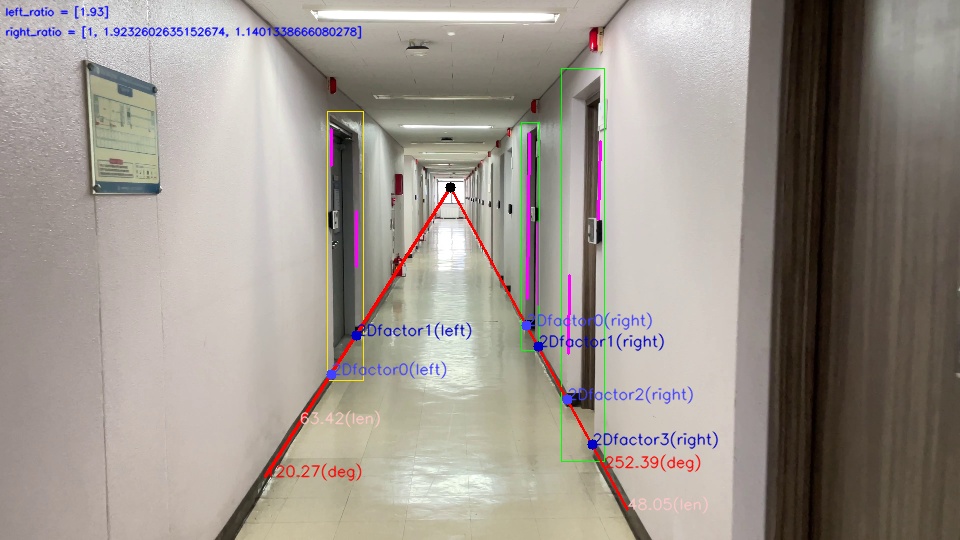 left_ratio = [1.93]
right_ratio = [1, 1.9232602635152674, 1.1401338666080278]
2Dfactor0(right)
2Dfactor1(left)
2Dfactor1(right)
2Dfactor0(left)
2Dfactor2(right)
63.42(len)
2Dfactor3(right)
252.39(deg)
20.27(deg)
48.05(len)